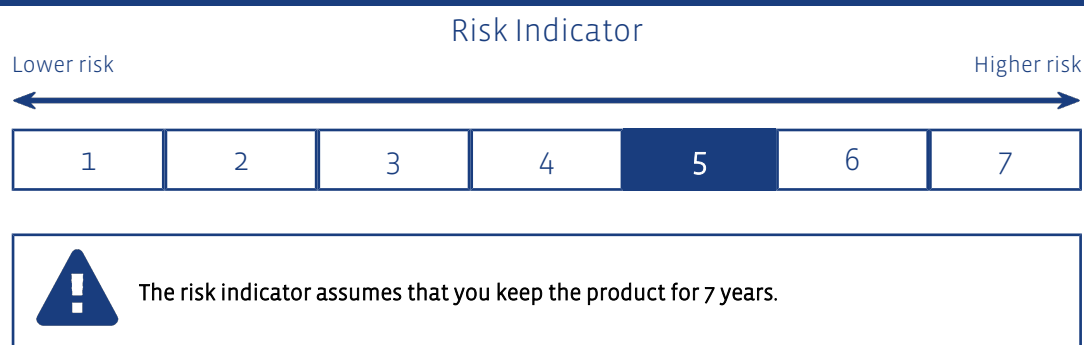 Risk Indicator
Lower risk Higher risk
1 2 3 4 5 6 7
The risk indicator assumes that you keep the product for 7 years.